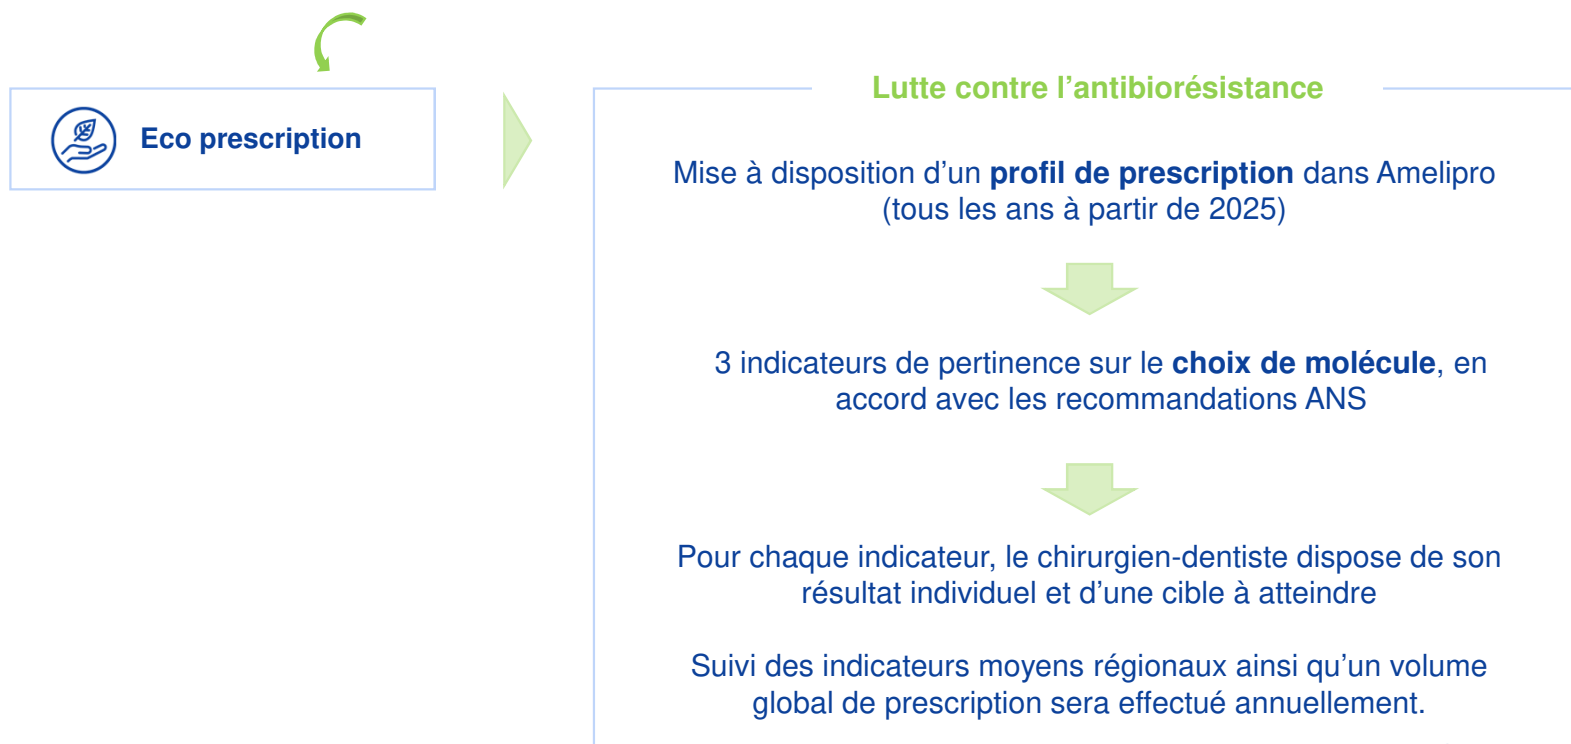 Eco prescription
Lutte contre l’antibiorésistance
Mise à disposition d’un profil de prescription dans Amelipro
(tous les ans à partir de 2025)
3 indicateurs de pertinence sur le choix de molécule, en
accord avec les recommandations ANS
Pour chaque indicateur, le chirurgien-dentiste dispose de son
résultat individuel et d’une cible à atteindre
Suivi des indicateurs moyens régionaux ainsi qu’un volume
global de prescription sera effectué annuellement.